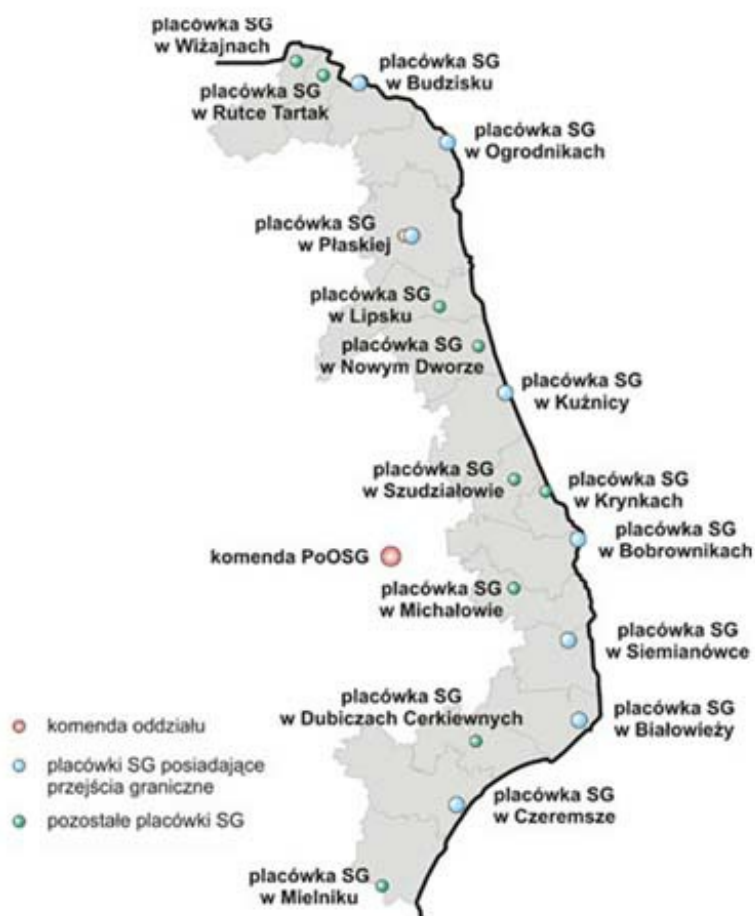 placówka SG
w Wiżajnach
placówka SG
w Budzisku
placówka SG
w Rutce Tartak
placówka SG
w Ogrodnikach
placówka SG
w Płaskiej
placówka SG
w Lipsku
placówka SG
w Nowym Dworze
placówka SG
w Kuźnicy
placówka SG
w Szudziałowie
placówka SG
w Krynkach
placówka SG
w Bobrownikach
komenda PoOSG
placówka SG
w Michałowie
placówka SG
w Siemianówce
placówka SG
w Dubiczach Cerkiewnych
placówka SG
w Białowieży
placówka SG
w Czeremsze
placówka SG
w Mielniku
komenda oddziału
placówki SG posiadające
przejścia graniczne
pozostałe placówki SG